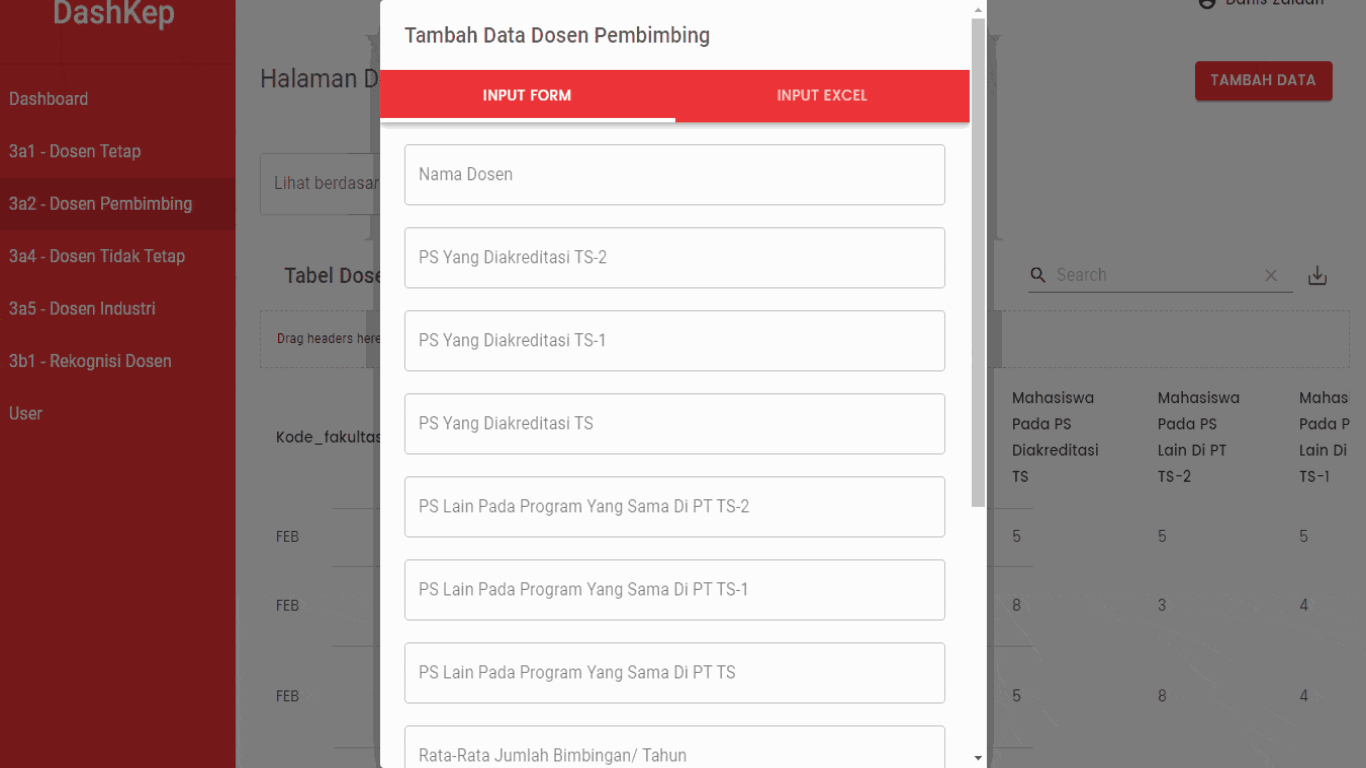 DashKep
Dashboard
3a1 - Dosen Tetap
3a2 - Dosen Pembimbing
3a4 - Dosen Tidak Tetap
3a5 - Dosen Industri
3b1 - Rekognisi Dosen
User
Halaman D
TAMBAH DATA
Lihat berdasar
Tabel Dose
Search
Drag headers here
Kode_fakultas
Mahasiswa
Pada PS
Diakreditasi
TS
Mahasiswa
Pada PS
Lain Di PT
TS-2
Mahas
Pada P
Lain Di
TS-1
FEB
5
5
5
FEB
8
3
4
FEB
5
8
4
Tambah Data Dosen Pembimbing
INPUT FORM
INPUT EXCEL
Nama Dosen
PS Yang Diakreditasi TS-2
PS Yang Diakreditasi TS-1
PS Yang Diakreditasi TS
PS Lain Pada Program Yang Sama Di PT TS-2
PS Lain Pada Program Yang Sama Di PT TS-1
PS Lain Pada Program Yang Sama Di PT TS
Rata-Rata Jumlah Bimbingan/ Tahun